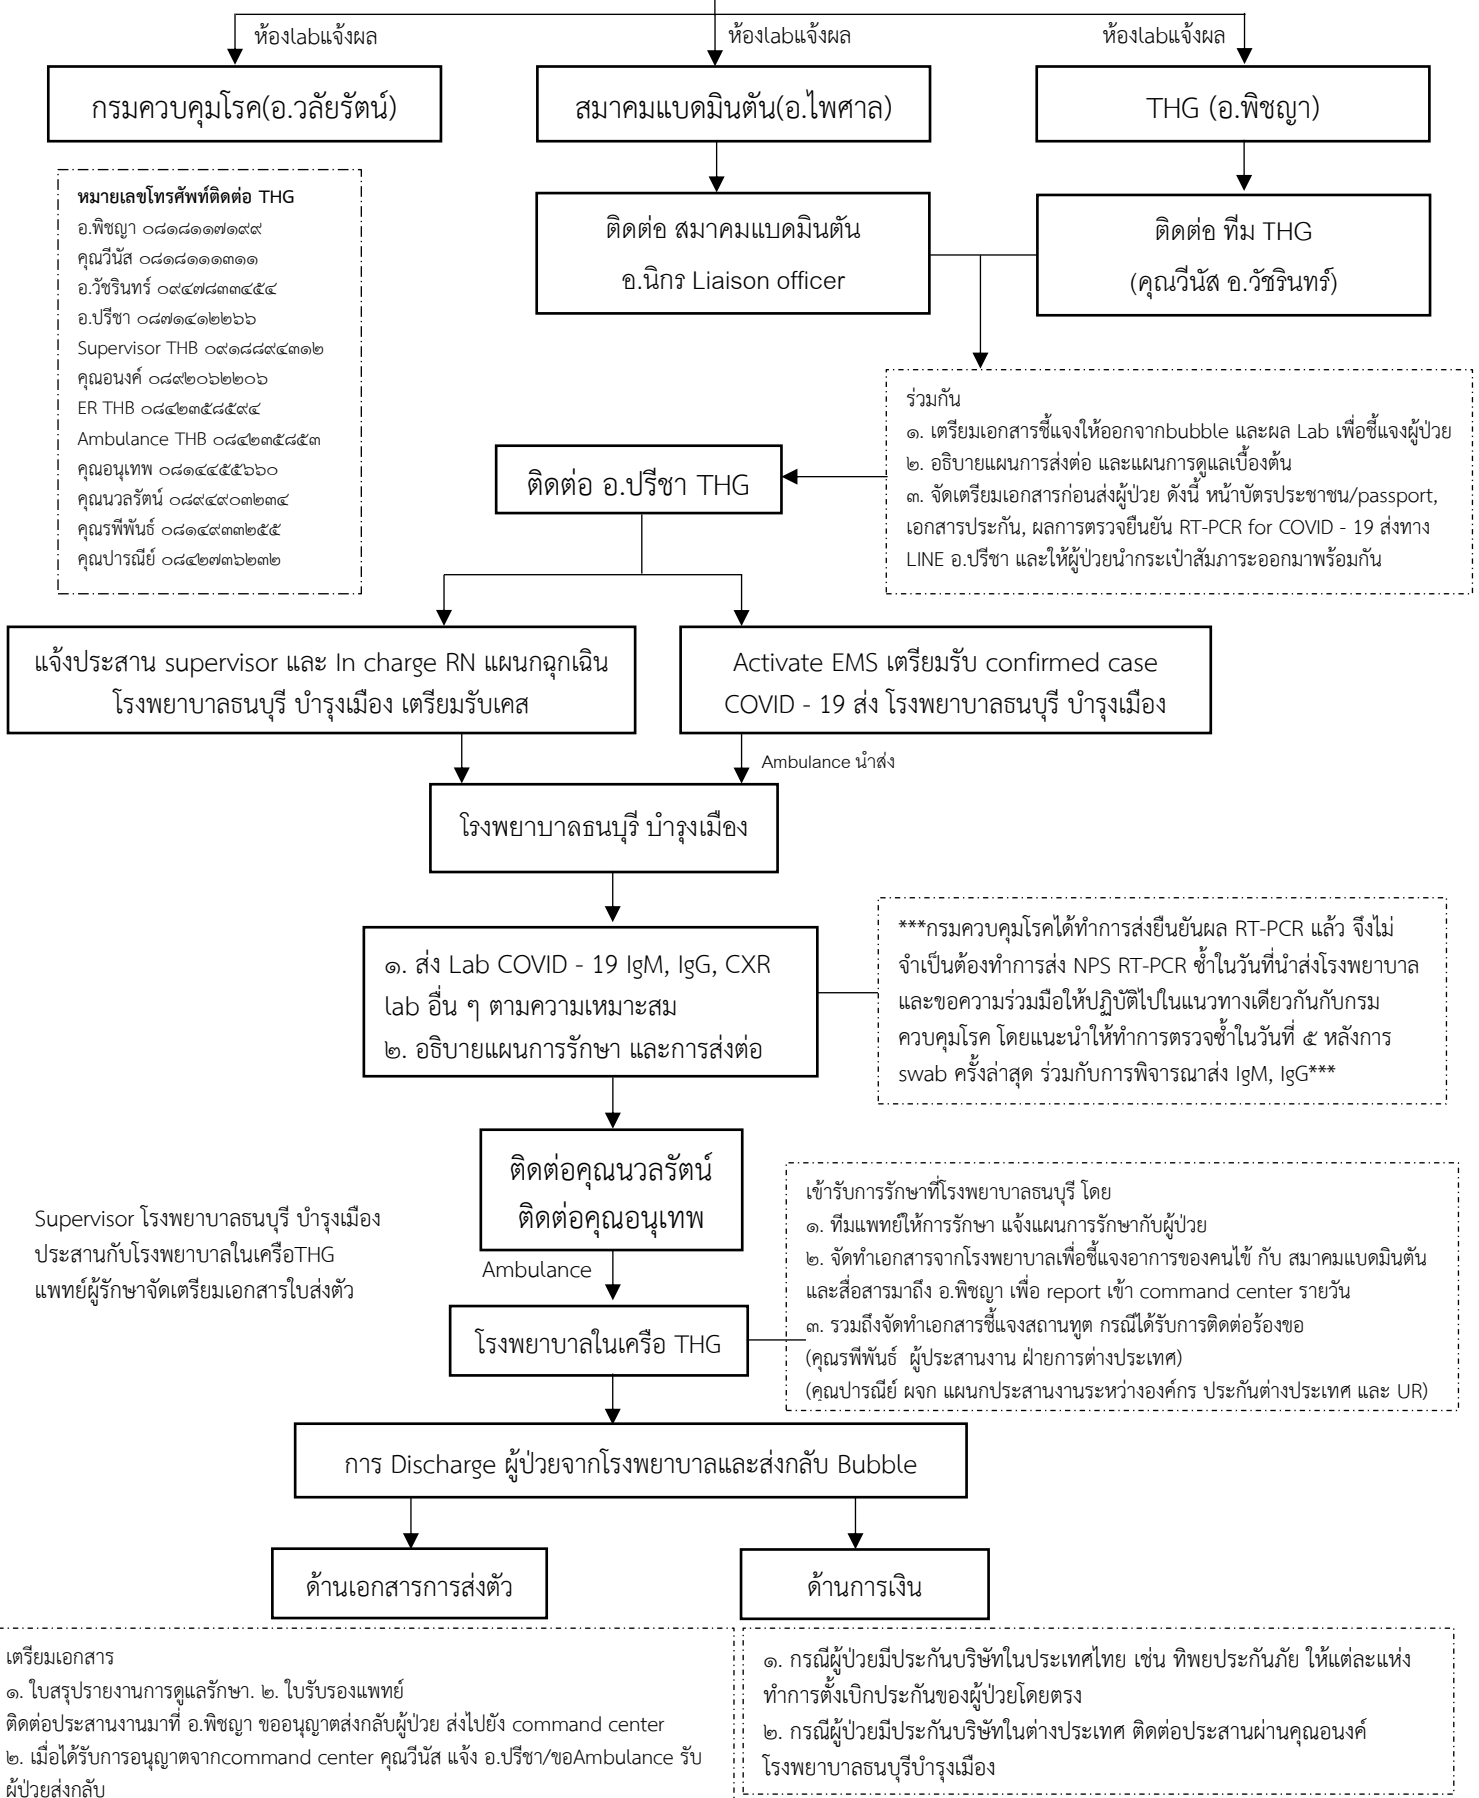 ห้องlabแจ้งผล
ห้องlabแจ้งผล
ห้องlabแจ้งผล
กรมควบคุมโรค(อ.วลัยรัตน์)
สมาคมแบดมินตัน(อ.ไพศาล)
THG (อ.พิชญา)
หมายเลขโทรศัพท์ติดต่อ THG
อ.พิชญา ๐๘๑๘๑๑๗๑๙๙
คุณวีนัส ๐๘๑๘๑๑๑๓๑๑
อ.วัชรินทร์ ๐๙๔๗๘๓๓๔๕๔
อ.ปรีชา ๐๘๗๑๔๑๒๒๖๖
Supervisor THB ๐๙๑๘๘๙๔๓๑๒
คุณอนงค์ ๐๘๙๒๐๖๒๒๐๖
ER THB ๐๘๔๒๓๕๘๕๙๔
Ambulance THB ๐๘๔๒๓๕๘๕๓
คุณอนุเทพ ๐๘๑๔๔๕๕๖๖๐
คุณนวลรัตน์ ๐๘๙๔๙๐๓๒๓๔
คุณรพีพันธ์ ๐๘๑๔๙๓๓๒๕๕
คุณปารณีย์ ๐๘๔๒๗๓๖๒๓๒
ติดต่อ สมาคมแบดมินตัน
อ.นิกร Liaison officer
ติดต่อ ทีม THG
(คุณวีนัส อ.วัชรินทร์)
ร่วมกัน
๑. เตรียมเอกสารชี้แจงให้ออกจากbubble และผล Lab เพื่อชี้แจงผู้ป่วย
๒. อธิบายแผนการส่งต่อ และแผนการดูแลเบื้องต้น
๓. จัดเตรียมเอกสารก่อนส่งผู้ป่วย ดังนี้ หน้าบัตรประชาชน/passport,
เอกสารประกัน, ผลการตรวจยืนยัน RT-PCR for COVID - 19 ส่งทาง
LINE อ.ปรีชา และให้ผู้ป่วยนำกระเป๋าสัมภาระออกมาพร้อมกัน
ติดต่อ อ.ปรีชา THG
แจ้งประสาน supervisor และ In charge RN แผนกฉุกเฉิน
โรงพยาบาลธนบุรี บำรุงเมือง เตรียมรับเคส
Activate EMS เตรียมรับ confirmed case
COVID - 19 ส่ง โรงพยาบาลธนบุรี บำรุงเมือง
Ambulance นำส่ง
โรงพยาบาลธนบุรี บำรุงเมือง
๑. ส่ง Lab COVID - 19 IgM, IgG, CXR
lab อื่น ๆ ตามความเหมาะสม
๒. อธิบายแผนการรักษา และการส่งต่อ
***กรมควบคุมโรคได้ทำการส่งยืนยันผล RT-PCR แล้ว จึงไม่
จำเป็นต้องทำการส่ง NPS RT-PCR ซ้ำในวันที่นำส่งโรงพยาบาล
และขอความร่วมมือให้ปฏิบัติไปในแนวทางเดียวกันกับกรม
ควบคุมโรค โดยแนะนำให้ทำการตรวจซ้ำในวันที่ ๕ หลังการ
swab ครั้งล่าสุด ร่วมกับการพิจารณาส่ง IgM, IgG***
ติดต่อคุณนวลรัตน์
ติดต่อคุณอนุเทพ
Supervisor โรงพยาบาลธนบุรี บำรุงเมือง
ประสานกับโรงพยาบาลในเครือTHG
แพทย์ผู้รักษาจัดเตรียมเอกสารใบส่งตัว
Ambulance
เข้ารับการรักษาที่โรงพยาบาลธนบุรี โดย
๑. ทีมแพทย์ให้การรักษา แจ้งแผนการรักษากับผู้ป่วย
๒. จัดทำเอกสารจากโรงพยาบาลเพื่อชี้แจงอาการของคนไข้ กับ สมาคมแบดมินตัน
และสื่อสารมาถึง อ.พิชญา เพื่อ report เข้า command center รายวัน
๓. รวมถึงจัดทำเอกสารชี้แจงสถานทูต กรณีได้รับการติดต่อร้องขอ
(คุณรพีพันธ์ ผู้ประสานงาน ฝ่ายการต่างประเทศ)
(คุณปารณีย์ ผจก แผนกประสานงานระหว่างองค์กร ประกันต่างประเทศ และ UR)
โรงพยาบาลในเครือ THG
การ Discharge ผู้ป่วยจากโรงพยาบาลและส่งกลับ Bubble
ด้านเอกสารการส่งตัว
ด้านการเงิน
เตรียมเอกสาร
๑. ใบสรุปรายงานการดูแลรักษา. ๒. ใบรับรองแพทย์
ติดต่อประสานงานมาที่ อ.พิชญา ขออนุญาตส่งกลับผู้ป่วย ส่งไปยัง command center
๒. เมื่อได้รับการอนุญาตจากcommand center คุณวีนัส แจ้ง อ.ปรีชา/ขอAmbulance รับ
ผู้ป่วยส่งกลับ
๑. กรณีผู้ป่วยมีประกันบริษัทในประเทศไทย เช่น ทิพยประกันภัย ให้แต่ละแห่ง
ทำการตั้งเบิกประกันของผู้ป่วยโดยตรง
๒. กรณีผู้ป่วยมีประกันบริษัทในต่างประเทศ ติดต่อประสานผ่านคุณอนงค์
โรงพยาบาลธนบุรีบำรุงเมือง